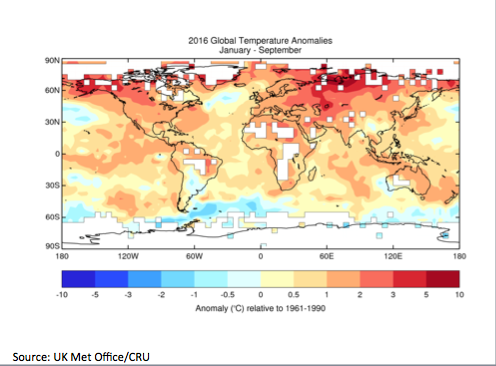 2016 Global Temperature Anomalies
January - September
90N
60N
30N
0
30S
60S
90S
180 120W 60W 0 60E 120E 180
-10 -5 -3 -2 -1 -0.5 0 0.5 1 2 3 5 10
Anomaly (°C) relative to 1961-1990
Source: UK Met Office/CRU